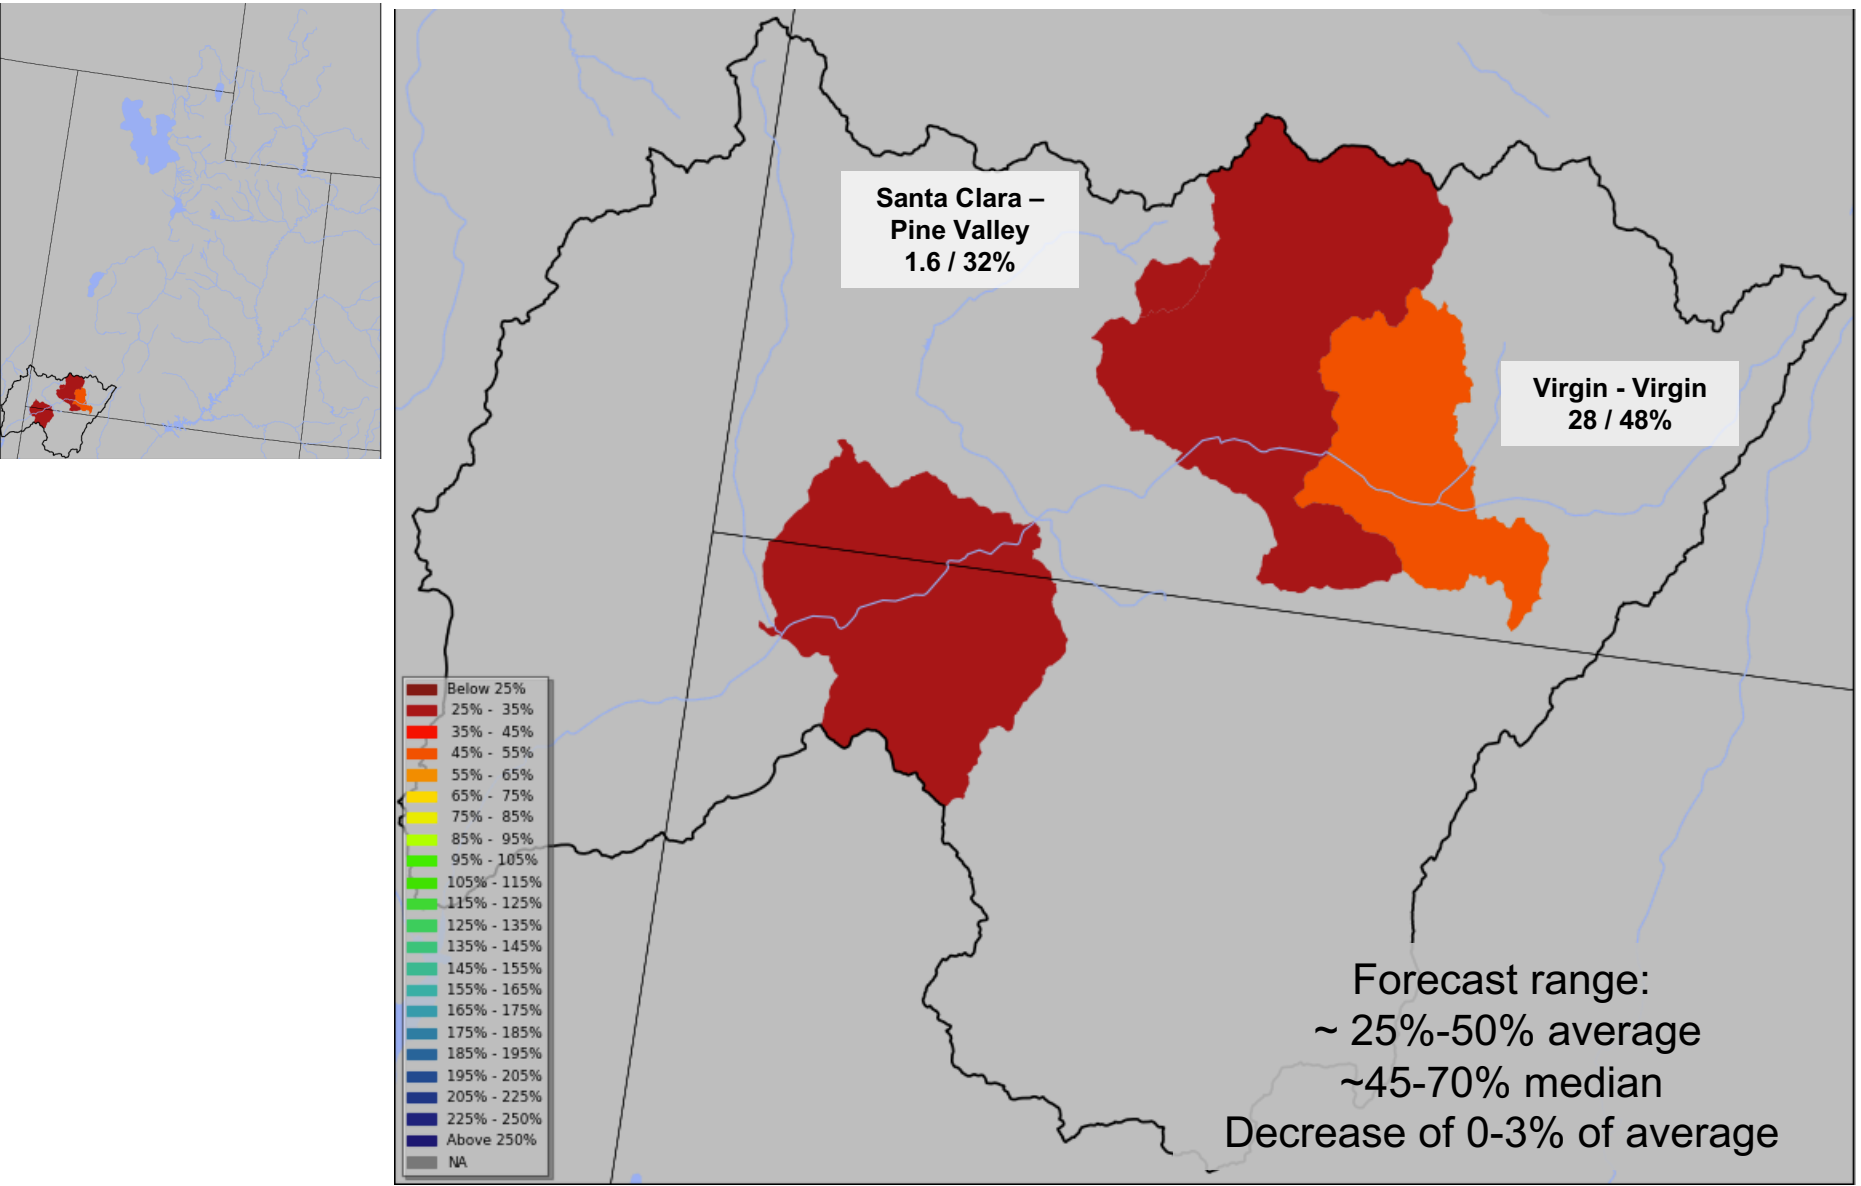 Santa Clara –
Pine Valley
1.6 / 32%
Virgin - Virgin
28 / 48%
Below 25%
25% - 35%
35% - 45%
45% - 55%
55% - 65%
65% - 75%
75% - 85%
85% - 95%
95% - 105%
105% - 115%
115% - 125%
125% - 135%
135% - 145%
145% - 155%
155% - 165%
165% - 175%
175% - 185%
185% - 195%
195% - 205%
205% - 225%
225% - 250%
Above 250%
NA
Forecast range:
~ 25%-50% average
~45-70% median
Decrease of 0-3% of average